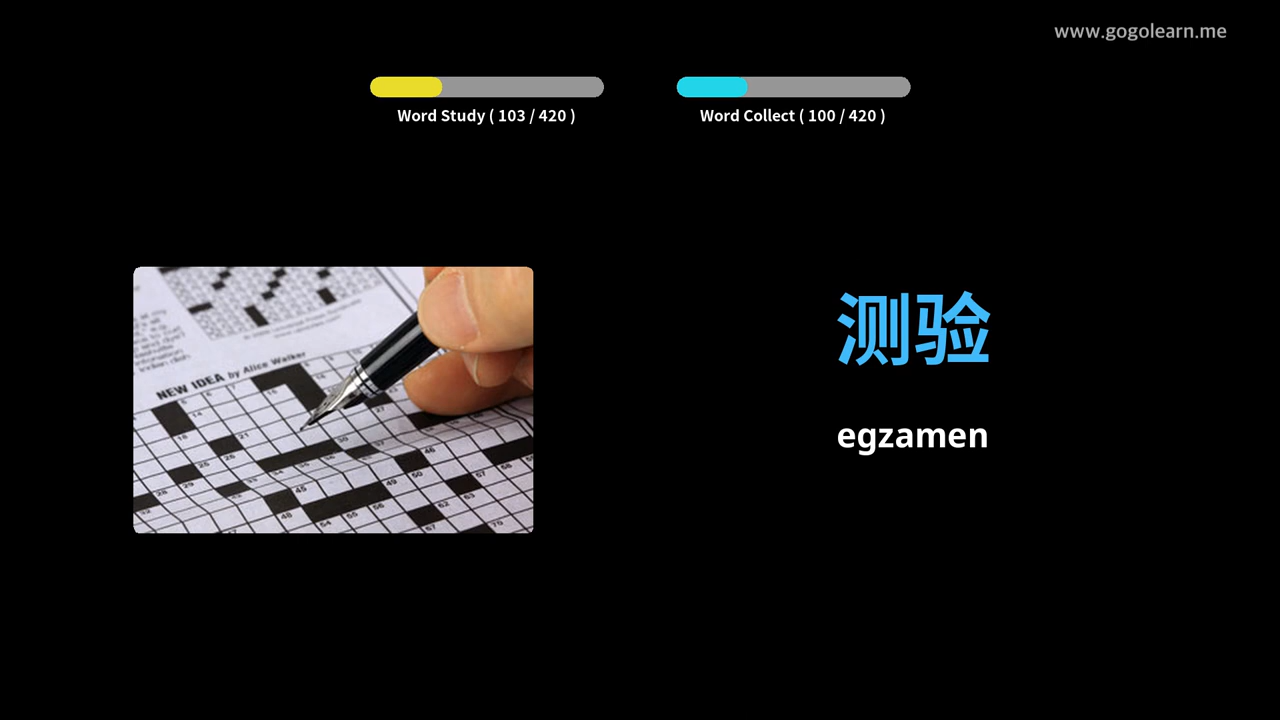 www.gogolearn.me
Word Study ( 103 / 420 )
Word Collect ( 100 / 420 )
测验
egzamen
NEW IDEA by Alice Walker